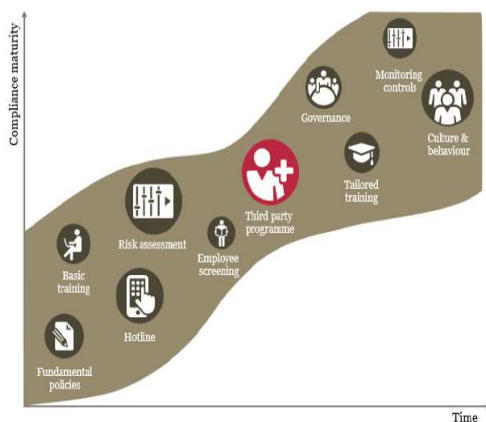 Compliance maturity
Monitoring
controls
Governance
Culture &
behaviour
Tailored
training
Third party
programme
Risk assessment
Employee
screening
Basic
training
Hotline
Fundamental
policies
Time